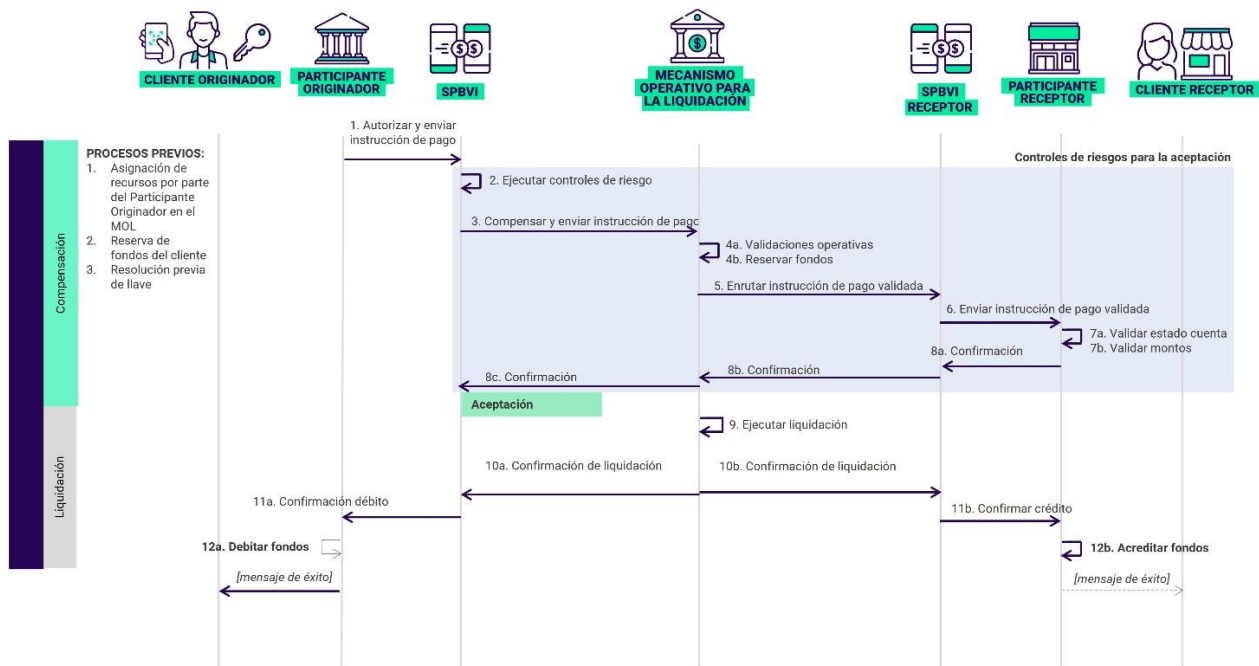 CLIENTE ORIGINADOR
PARTICIPANTE
ORIGINADOR
SPBVI
MECANISMO
OPERATIVO PARA
LA LIQUIDACIÓN
SPBVI
RECEPTOR
PARTICIPANTE
RECEPTOR
CLIENTE RECEPTOR
Compensación
Liquidación
PROCESOS PREVIOS:
1. Asignación de
recursos por parte
del Participante
Originador en el
MOL
2. Reserva de
fondos del cliente
3. Resolución previa
de llave
1. Autorizar y enviar
instrucción de pago
Controles de riesgos para la aceptación
2. Ejecutar controles de riesgo
3. Compensar y enviar instrucción de pago
4a. Validaciones operativas
4b. Reservar fondos
5. Enrutar instrucción de pago validada
6. Enviar instrucción de pago validada
7a. Validar estado cuenta
7b. Validar montos
8a. Confirmación
8b. Confirmación
8c. Confirmación
Aceptación
9. Ejecutar liquidación
10a. Confirmación de liquidación
10b. Confirmación de liquidación
11a. Confirmación débito
11b. Confirmar crédito
12a. Debitar fondos
12b. Acreditar fondos
[mensaje de éxito]
[mensaje de éxito]